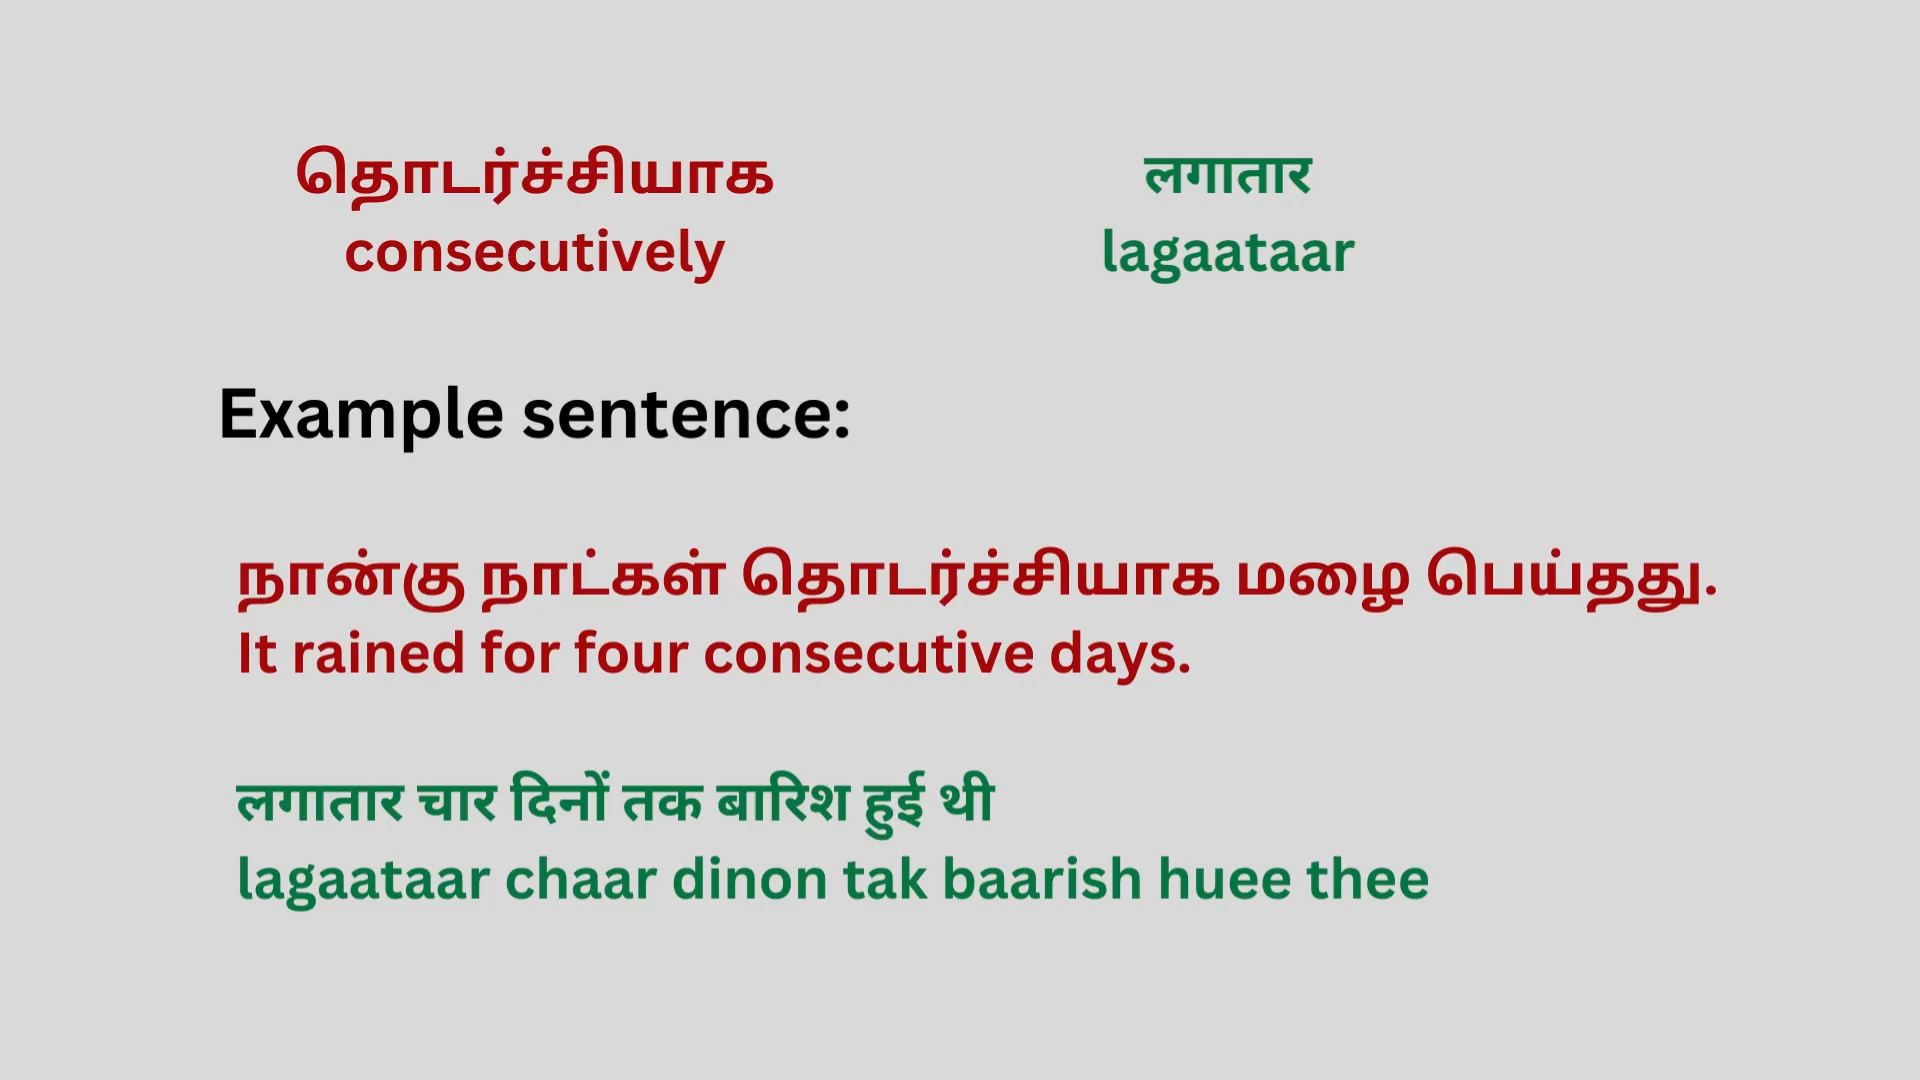 தொடர்ச்சியாக
consecutively
लगातार
lagaataar
Example sentence:
நான்கு நாட்கள் தொடர்ச்சியாக மழை பெய்தது.
It rained for four consecutive days.
लगातार चार दिनों तक बारिश हुई थी
lagaataar chaar dinon tak baarish huee thee